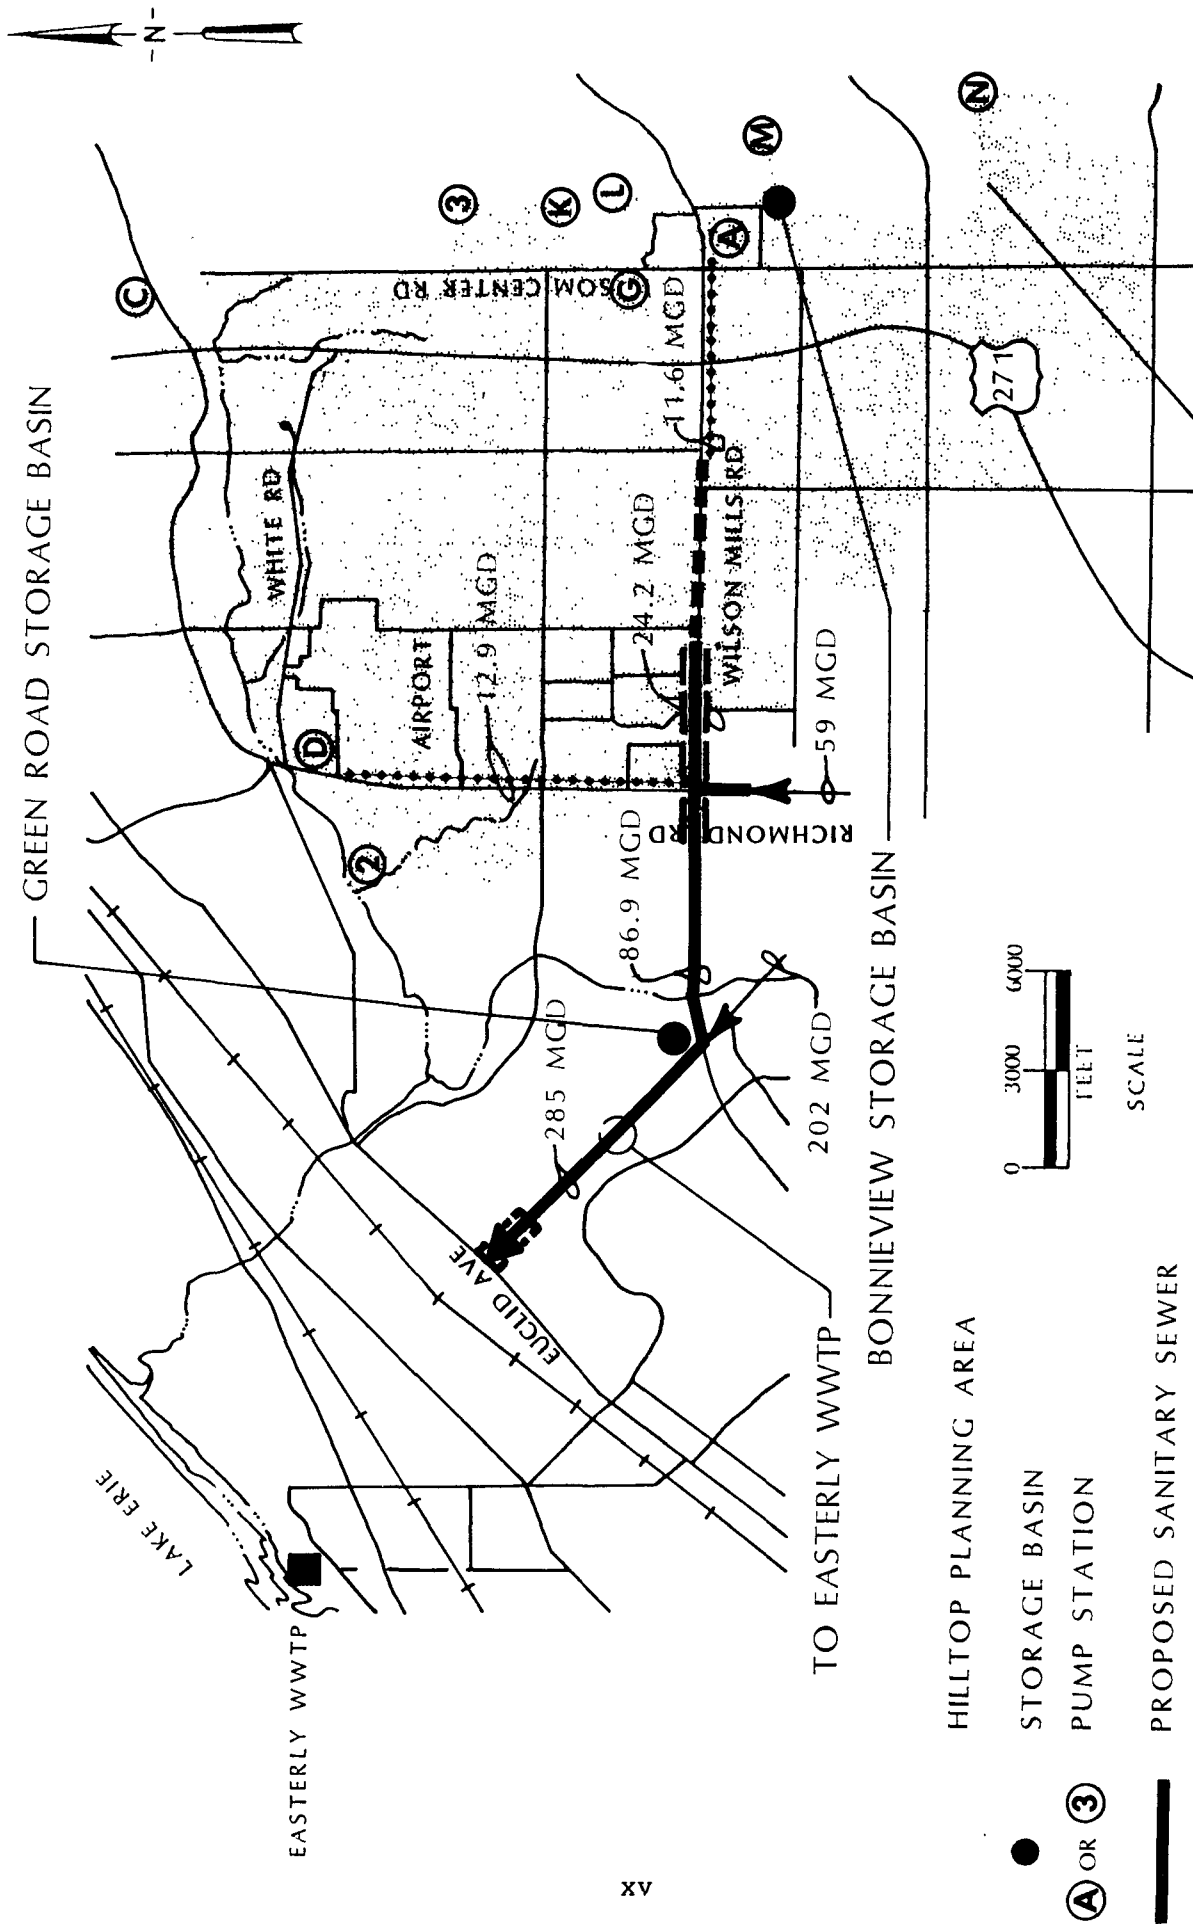 -N-
GREEN ROAD STORAGE BASIN
C
3
K
L
M
N
SOM CENTER RD
G
A
11.6 MGD
271
WHITE RD
24.2 MGD
WILSON MILLS RD
AIRPORT
12.9 MGD
D
59 MGD
2
RICHMOND RD
86.9 MGD
BONNIEVIEW STORAGE BASIN
285 MGD
202 MGD
EUCLID AVE
TO EASTERLY WWTP
LAKE ERIE
EASTERLY WWTP
0 3000 6000
FEET
SCALE
HILLTOP PLANNING AREA
STORAGE BASIN
A OR 3 PUMP STATION
PROPOSED SANITARY SEWER
xv